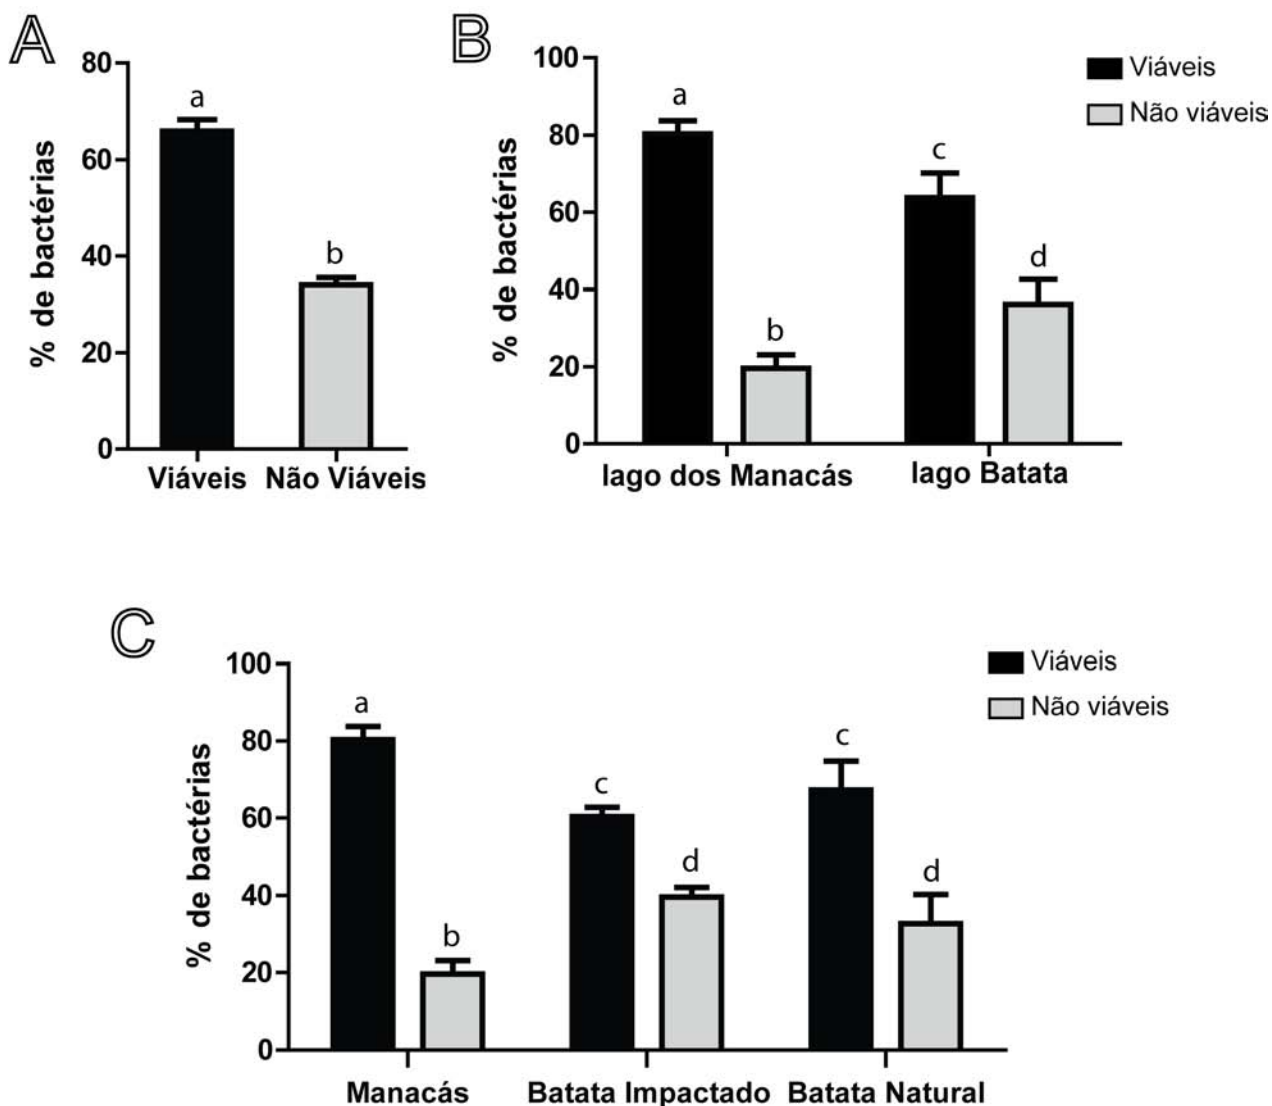 A
% de bactérias
80
60
40
20
0
a
b
Viáveis
Não Viáveis
B
% de bactérias
100
80
60
40
20
0
a
b
c
d
lago dos Manacás
lago Batata
Viáveis
Não viáveis
C
% de bactérias
100
80
60
40
20
0
a
b
c
d
c
d
Manacás
Batata Impactado
Batata Natural
Viáveis
Não viáveis